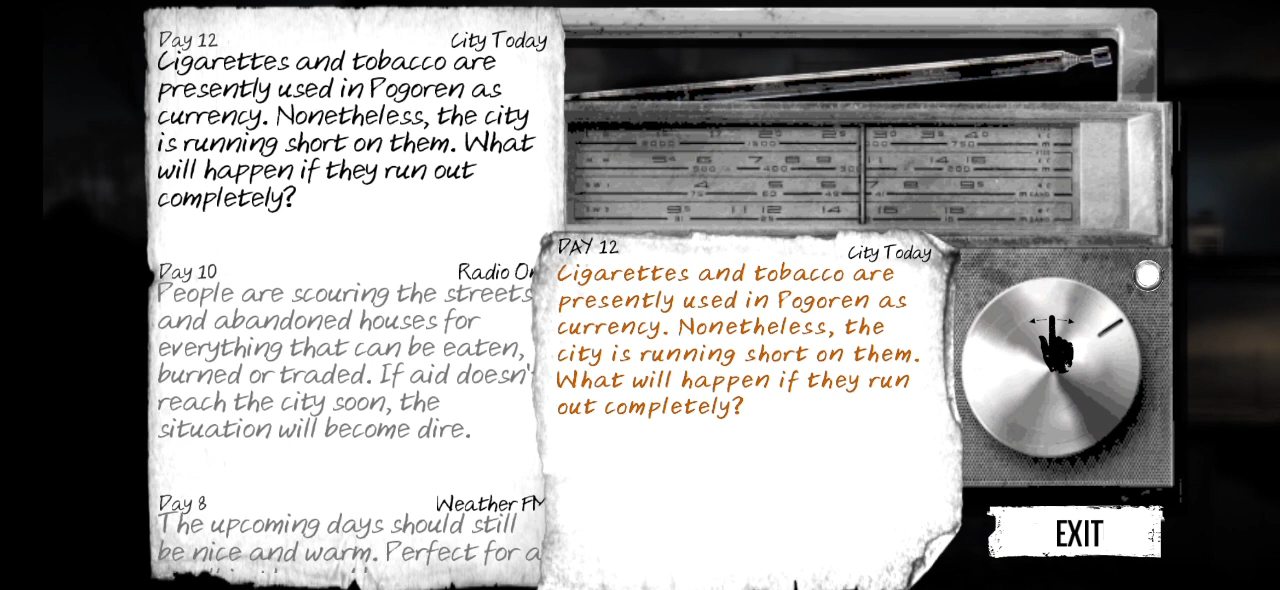 Day 12 City Today
Cigarettes and tobacco are
presently used in Pogoren as
currency. Nonetheless, the city
is running short on them. What
will happen if they run out
completely?
Day 10 Radio
People are scouring the streets
and abandoned houses for
everything that can be eaten,
burned or traded. If aid doesn'
reach the city soon, the
situation will become dire.
Day 8 Weather FM
The upcoming days should still
be nice and warm. Perfect for a
DAY 12 City Today
Cigarettes and tobacco are
presently used in Pogoren as
currency. Nonetheless, the
city is running short on them.
What will happen if they run
out completely?
EXIT